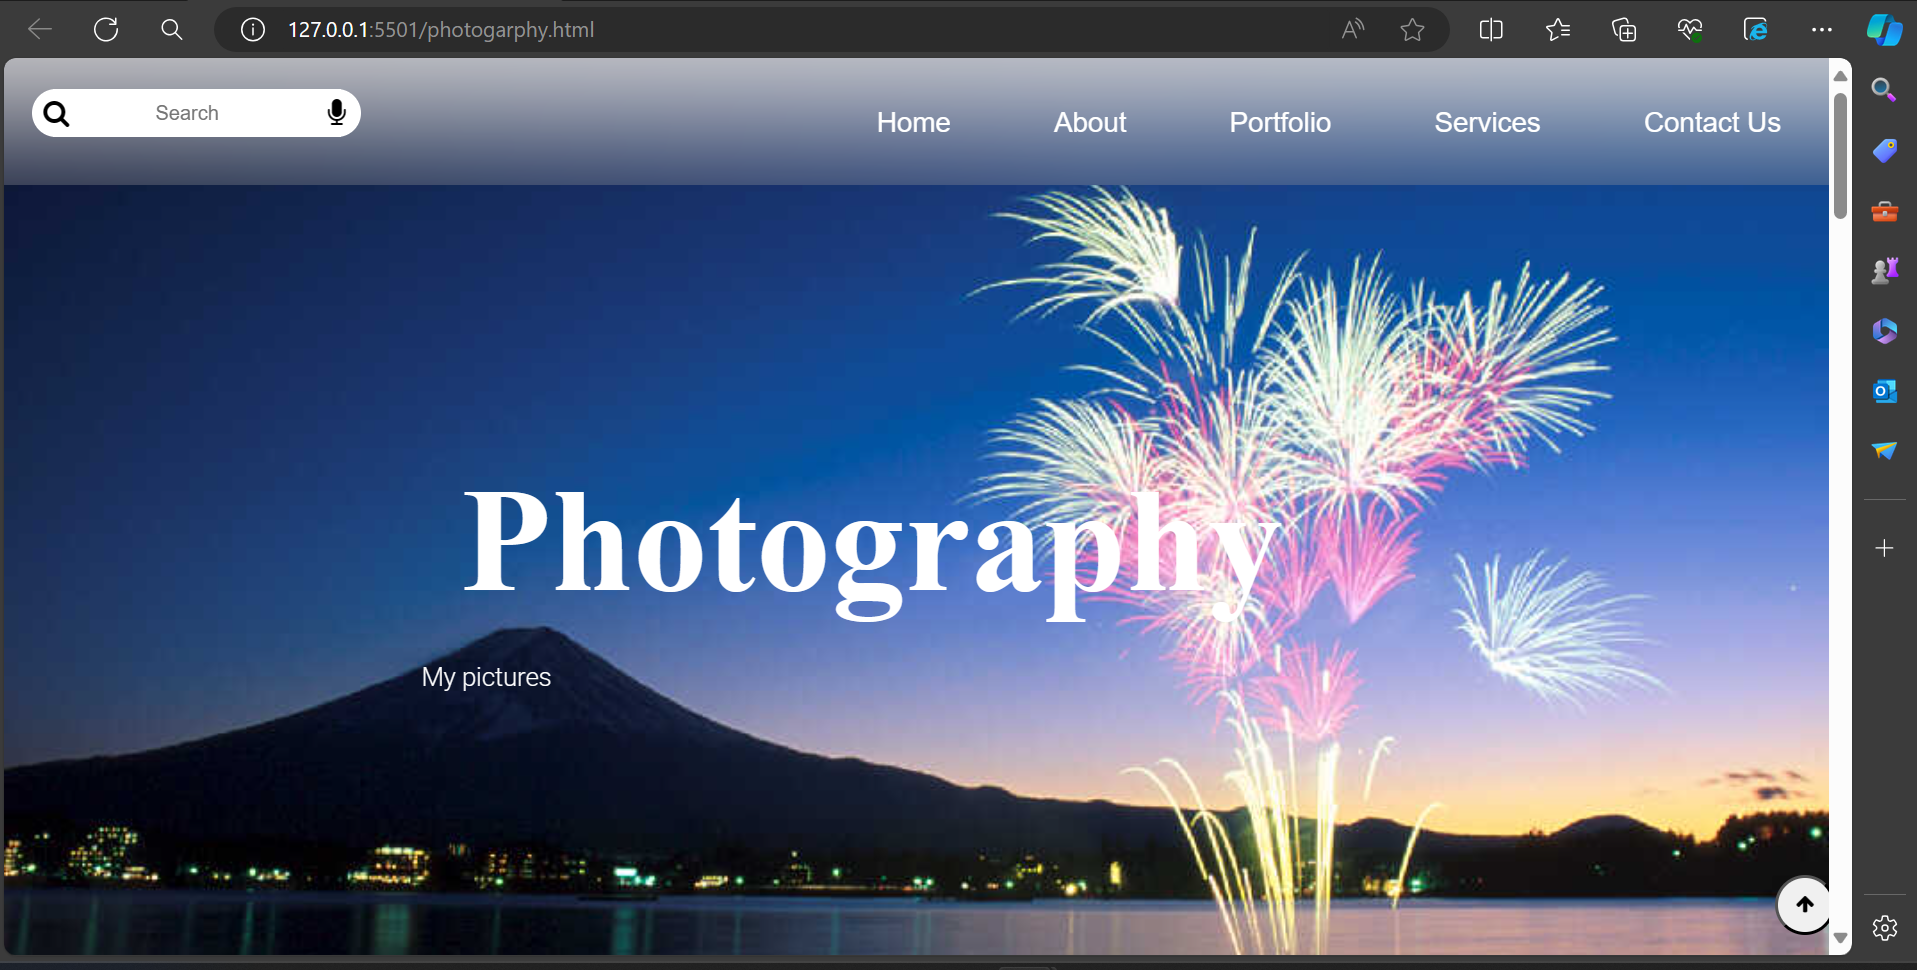 127.0.0.1:5501/photogarphy.html
Search
Home About Portfolio Services Contact Us
Photography
My pictures